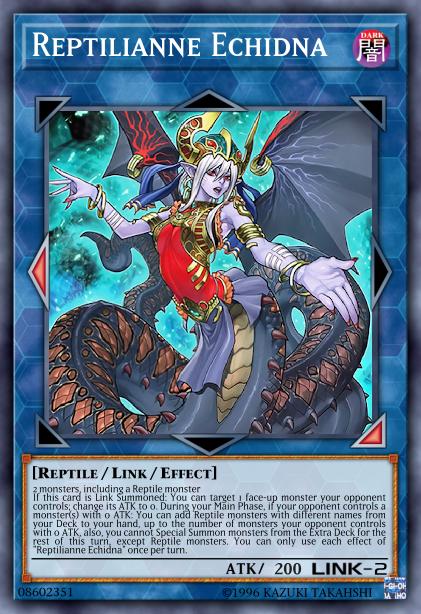 REPTILIANNE ECHIDNA
DARK
闇
[REPTILE / LINK / EFFECT]
2 monsters, including a Reptile monster
If this card is Link Summoned: You can target 1 face-up monster your opponent
controls; change its ATK to 0. During your Main Phase, if your opponent controls a
monster(s) with 0 ATK: You can add Reptile monsters with different names from
your Deck to your hand, up to the number of monsters your opponent controls
with 0 ATK, also, you cannot Special Summon monsters from the Extra Deck for the
rest of this turn, except Reptile monsters. You can only use each effect of
"Reptilianne Echidna" once per turn.
ATK/ 200 LINK-2
08602351
©1996 KAZUKI TAKAHSHI